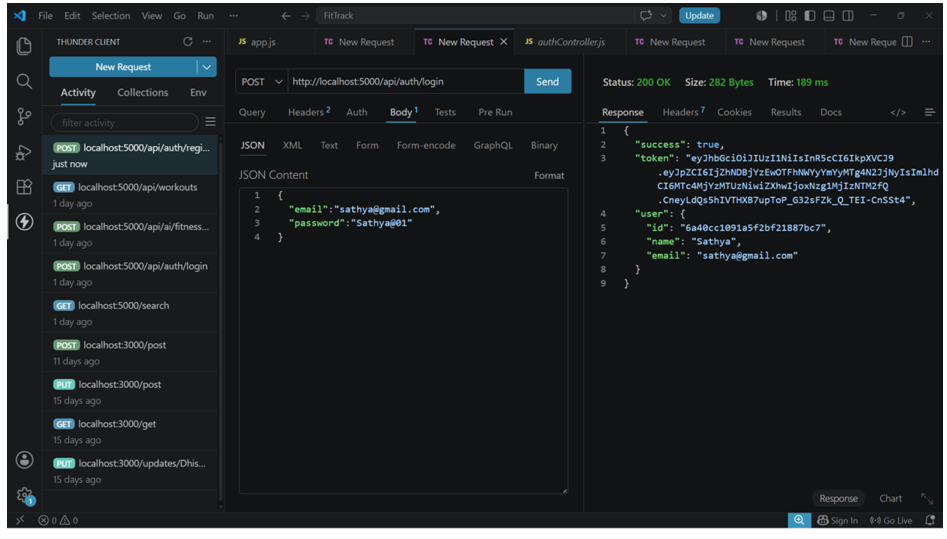 File Edit Selection View Go Run ··· FitTrack Update
THUNDER CLIENT ···
New Request
Activity Collections Env
filter activity
POST localhost:5000/api/auth/regi...
just now
GET localhost:5000/api/workouts
1 day ago
POST localhost:5000/api/ai/fitness...
1 day ago
POST localhost:5000/api/auth/login
1 day ago
GET localhost:5000/search
1 day ago
POST localhost:3000/post
11 days ago
PUT localhost:3000/post
15 days ago
GET localhost:3000/get
15 days ago
PUT localhost:3000/updates/Dhis...
15 days ago
JS app.js TC New Request TC New Request JS authController.js TC New Request TC New Request TC New Reque ···
POST http://localhost:5000/api/auth/login Send
Query Headers 2 Auth Body 1 Tests Pre Run
JSON XML Text Form Form-encode GraphQL Binary
JSON Content Format
1 {
2 "email":"sathya@gmail.com",
3 "password":"Sathya@01"
4 }
Status: 200 OK Size: 282 Bytes Time: 189 ms
Response Headers 7 Cookies Results Docs </>
1 {
2 "success": true,
3 "token": "eyJhbGciOiJIUzI1NiIsInR5cCI6IkpXVCJ9
4 "user": {
5 "id": "6a40cc1091a5f2bf21887bc7",
6 "name": "Sathya",
7 "email": "sathya@gmail.com"
8 }
9 }
Response Chart
1
0 0 Sign In Go Live